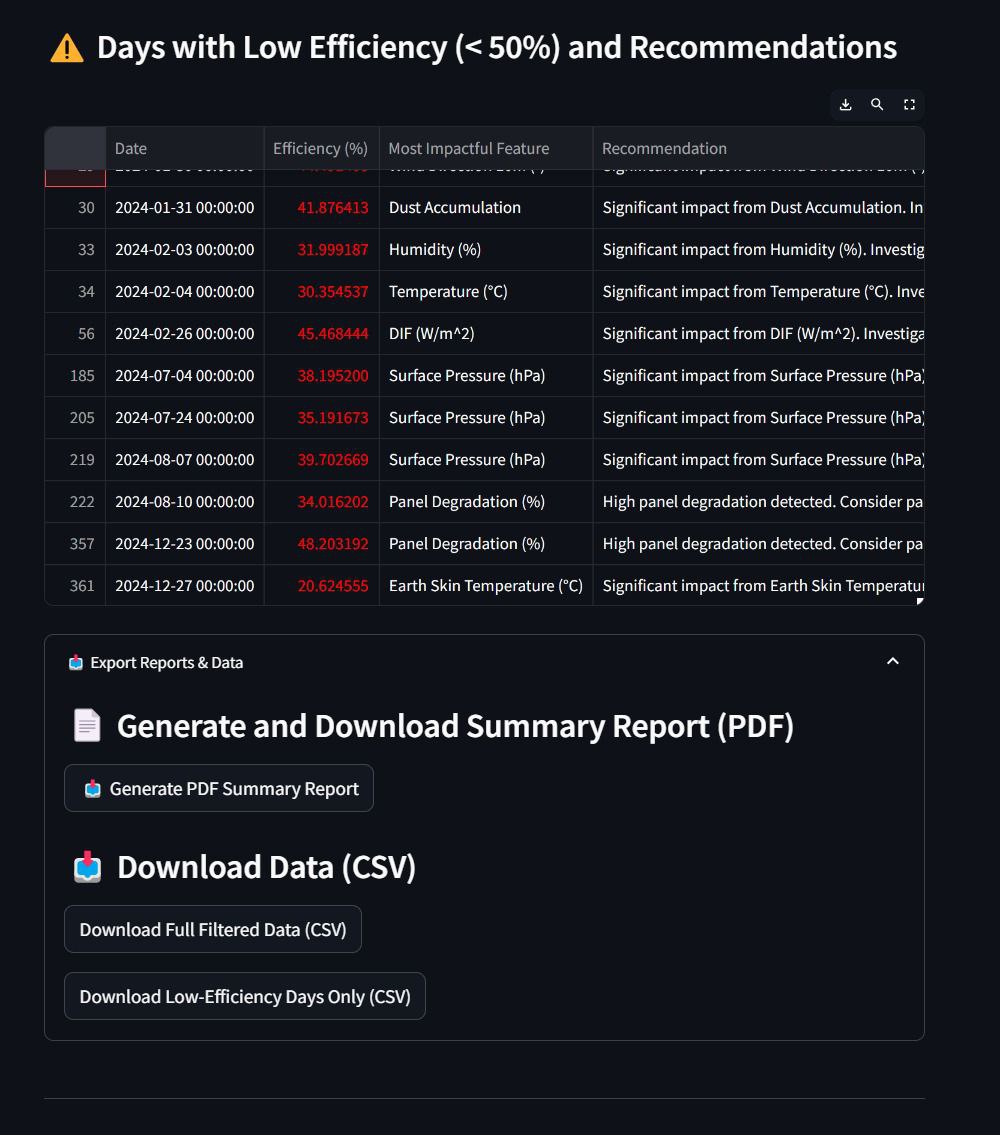 Days with Low Efficiency (< 50%) and Recommendations
Date Efficiency (%) Most Impactful Feature Recommendation
30 2024-01-31 00:00:00 41.876413 Dust Accumulation Significant impact from Dust Accumulation. In
33 2024-02-03 00:00:00 31.999187 Humidity (%) Significant impact from Humidity (%). Investig
34 2024-02-04 00:00:00 30.354537 Temperature (°C) Significant impact from Temperature (°C). Inve
56 2024-02-26 00:00:00 45.468444 DIF (W/m^2) Significant impact from DIF (W/m^2). Investiga
185 2024-07-04 00:00:00 38.195200 Surface Pressure (hPa) Significant impact from Surface Pressure (hPa)
205 2024-07-24 00:00:00 35.191673 Surface Pressure (hPa) Significant impact from Surface Pressure (hPa)
219 2024-08-07 00:00:00 39.702669 Surface Pressure (hPa) Significant impact from Surface Pressure (hPa)
222 2024-08-10 00:00:00 34.016202 Panel Degradation (%) High panel degradation detected. Consider pa
357 2024-12-23 00:00:00 48.203192 Panel Degradation (%) High panel degradation detected. Consider pa
361 2024-12-27 00:00:00 20.624555 Earth Skin Temperature (°C) Significant impact from Earth Skin Temperatu
Export Reports & Data
Generate and Download Summary Report (PDF)
Generate PDF Summary Report
Download Data (CSV)
Download Full Filtered Data (CSV)
Download Low-Efficiency Days Only (CSV)